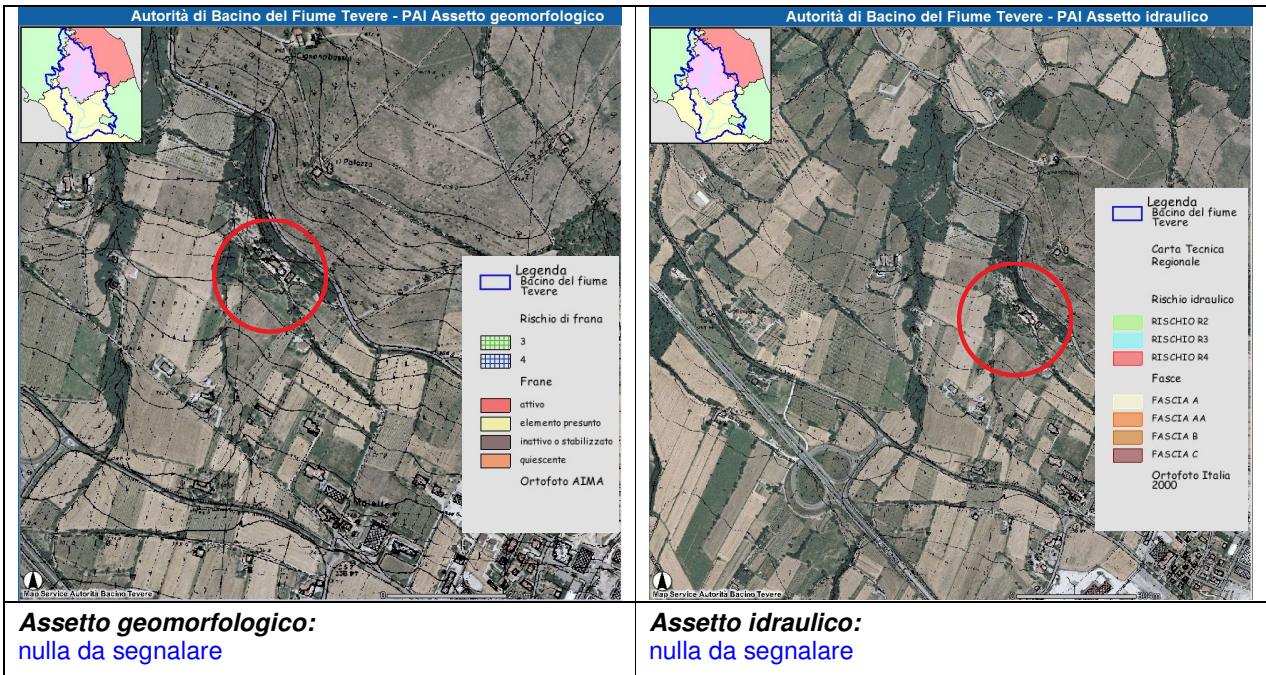 Autorità di Bacino del Fiume Tevere - PAI Assetto geomorfologico
Palazza
Legenda
Bacino del fiume
Tevere
Rischio di frana
3
4
Frane
attivo
elemento presunto
inattivo o stabilizzato
quiescente
Ortofoto AIMA
Map Service Autorità Bacino Tevere
0
Assetto geomorfologico:
nulla da segnalare
Autorità di Bacino del Fiume Tevere - PAI Assetto idraulico
Legenda
Bacino del fiume
Tevere
Carta Tecnica
Regionale
Rischio idraulico
RISCHIO R2
RISCHIO R3
RISCHIO R4
Fasce
FASCIA A
FASCIA AA
FASCIA B
FASCIA C
Ortofoto Italia
2000
Map Service Autorità Bacino Tevere
0
304m
Assetto idraulico:
nulla da segnalare